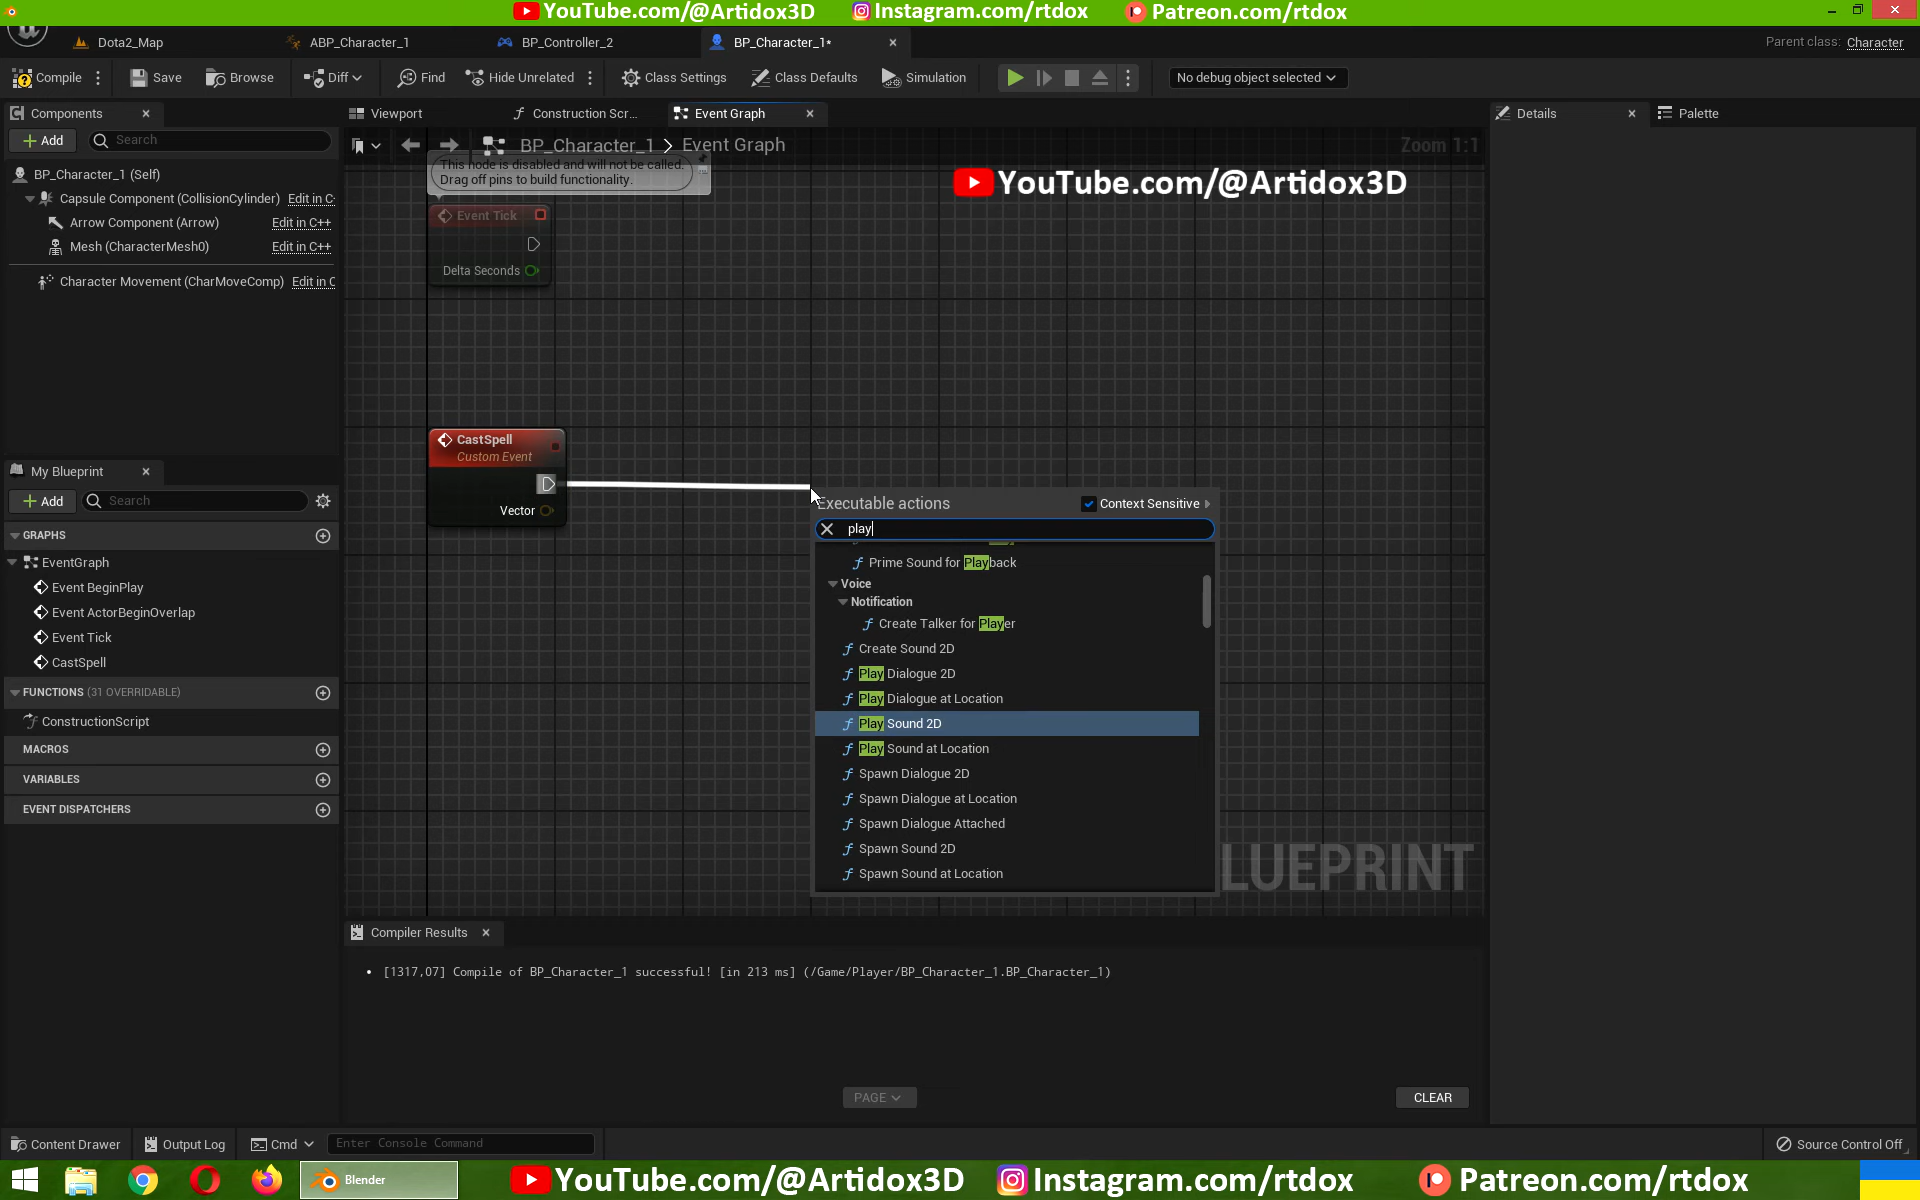 YouTube.com/@Artidox3D Instagram.com/rtdox Patreon.com/rtdox
Dota2_Map ABP_Character_1 BP_Controller_2 BP_Character_1* Parent class: Character
Compile Save Browse Diff Find Hide Unrelated Class Settings Class Defaults Simulation No debug object selected
Components Viewport Construction Scr... Event Graph Details Palette
Add Search BP_Character_1 > Event Graph Zoom 1:1
BP_Character_1 (Self)
Capsule Component (CollisionCylinder) Edit in C
Arrow Component (Arrow) Edit in C++
Mesh (CharacterMesh0) Edit in C++
Character Movement (CharMoveComp) Edit in C
This node is disabled and will not be called.
Drag off pins to build functionality.
YouTube.com/@Artidox3D
Event Tick
Delta Seconds
CastSpell
Custom Event
Vector
Executable actions Context Sensitive
play
Prime Sound for Playback
Voice
Notification
Create Talker for Player
Create Sound 2D
Play Dialogue 2D
Play Dialogue at Location
Play Sound 2D
Play Sound at Location
Spawn Dialogue 2D
Spawn Dialogue at Location
Spawn Dialogue Attached
Spawn Sound 2D
Spawn Sound at Location
LUEPRINT
My Blueprint
Add Search
GRAPHS
EventGraph
Event BeginPlay
Event ActorBeginOverlap
Event Tick
CastSpell
FUNCTIONS (31 OVERRIDABLE)
ConstructionScript
MACROS
VARIABLES
EVENT DISPATCHERS
Compiler Results
• [1317,07] Compile of BP_Character_1 successful! [in 213 ms] (/Game/Player/BP_Character_1.BP_Character_1)
PAGE CLEAR
Content Drawer Output Log Cmd Enter Console Command Source Control Off
Blender YouTube.com/@Artidox3D Instagram.com/rtdox Patreon.com/rtdox